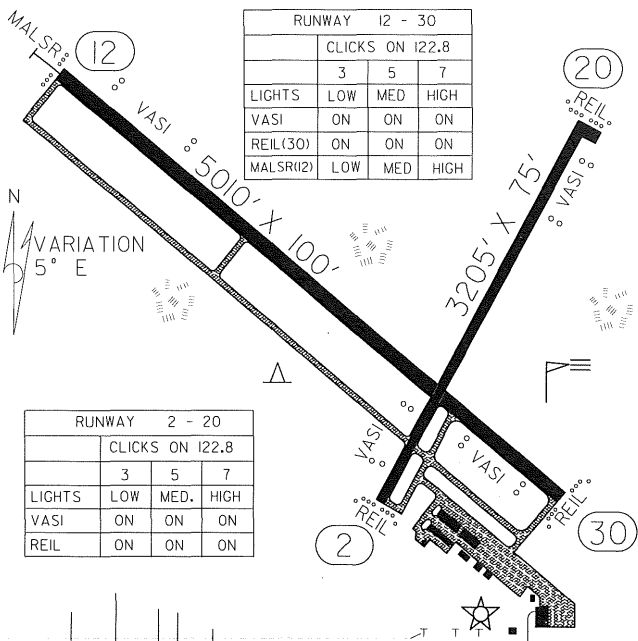 MALSR
12
RUNWAY 12 - 30
CLICKS ON 122.8
3 5 7
LIGHTS LOW MED HIGH
VASI ON ON ON
REIL(30) ON ON ON
MALSR(12) LOW MED HIGH
20
REIL
VASI
VASI
5010' X 100'
3205' X 75'
N
VARIATION
5° E
RUNWAY 2 - 20
CLICKS ON 122.8
3 5 7
LIGHTS LOW MED. HIGH
VASI ON ON ON
REIL ON ON ON
VASI
VASI
REIL
2
REIL
30
T T T